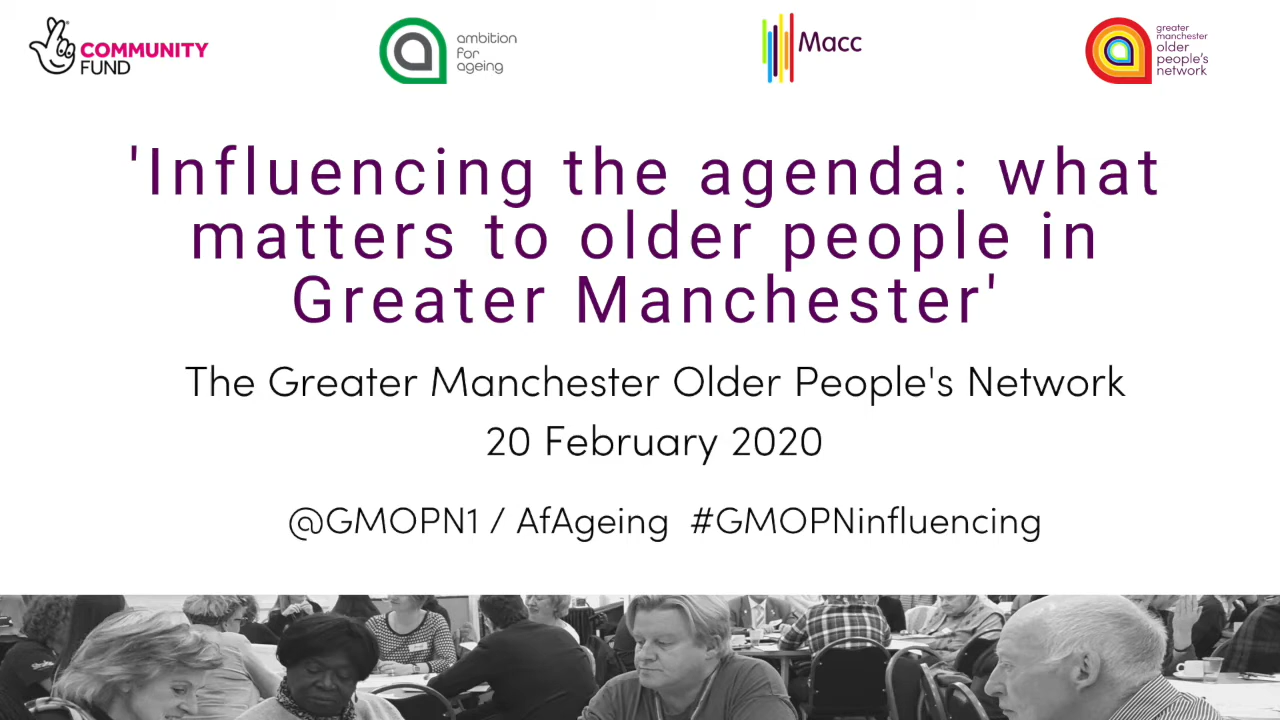 COMMUNITY
FUND
ambition
for
ageing
Macc
greater
manchester
older
people's
network
'Influencing the agenda: what
matters to older people in
Greater Manchester'
The Greater Manchester Older People's Network
20 February 2020
@GMOPN1 / AfAgeing #GMOPNinfluencing